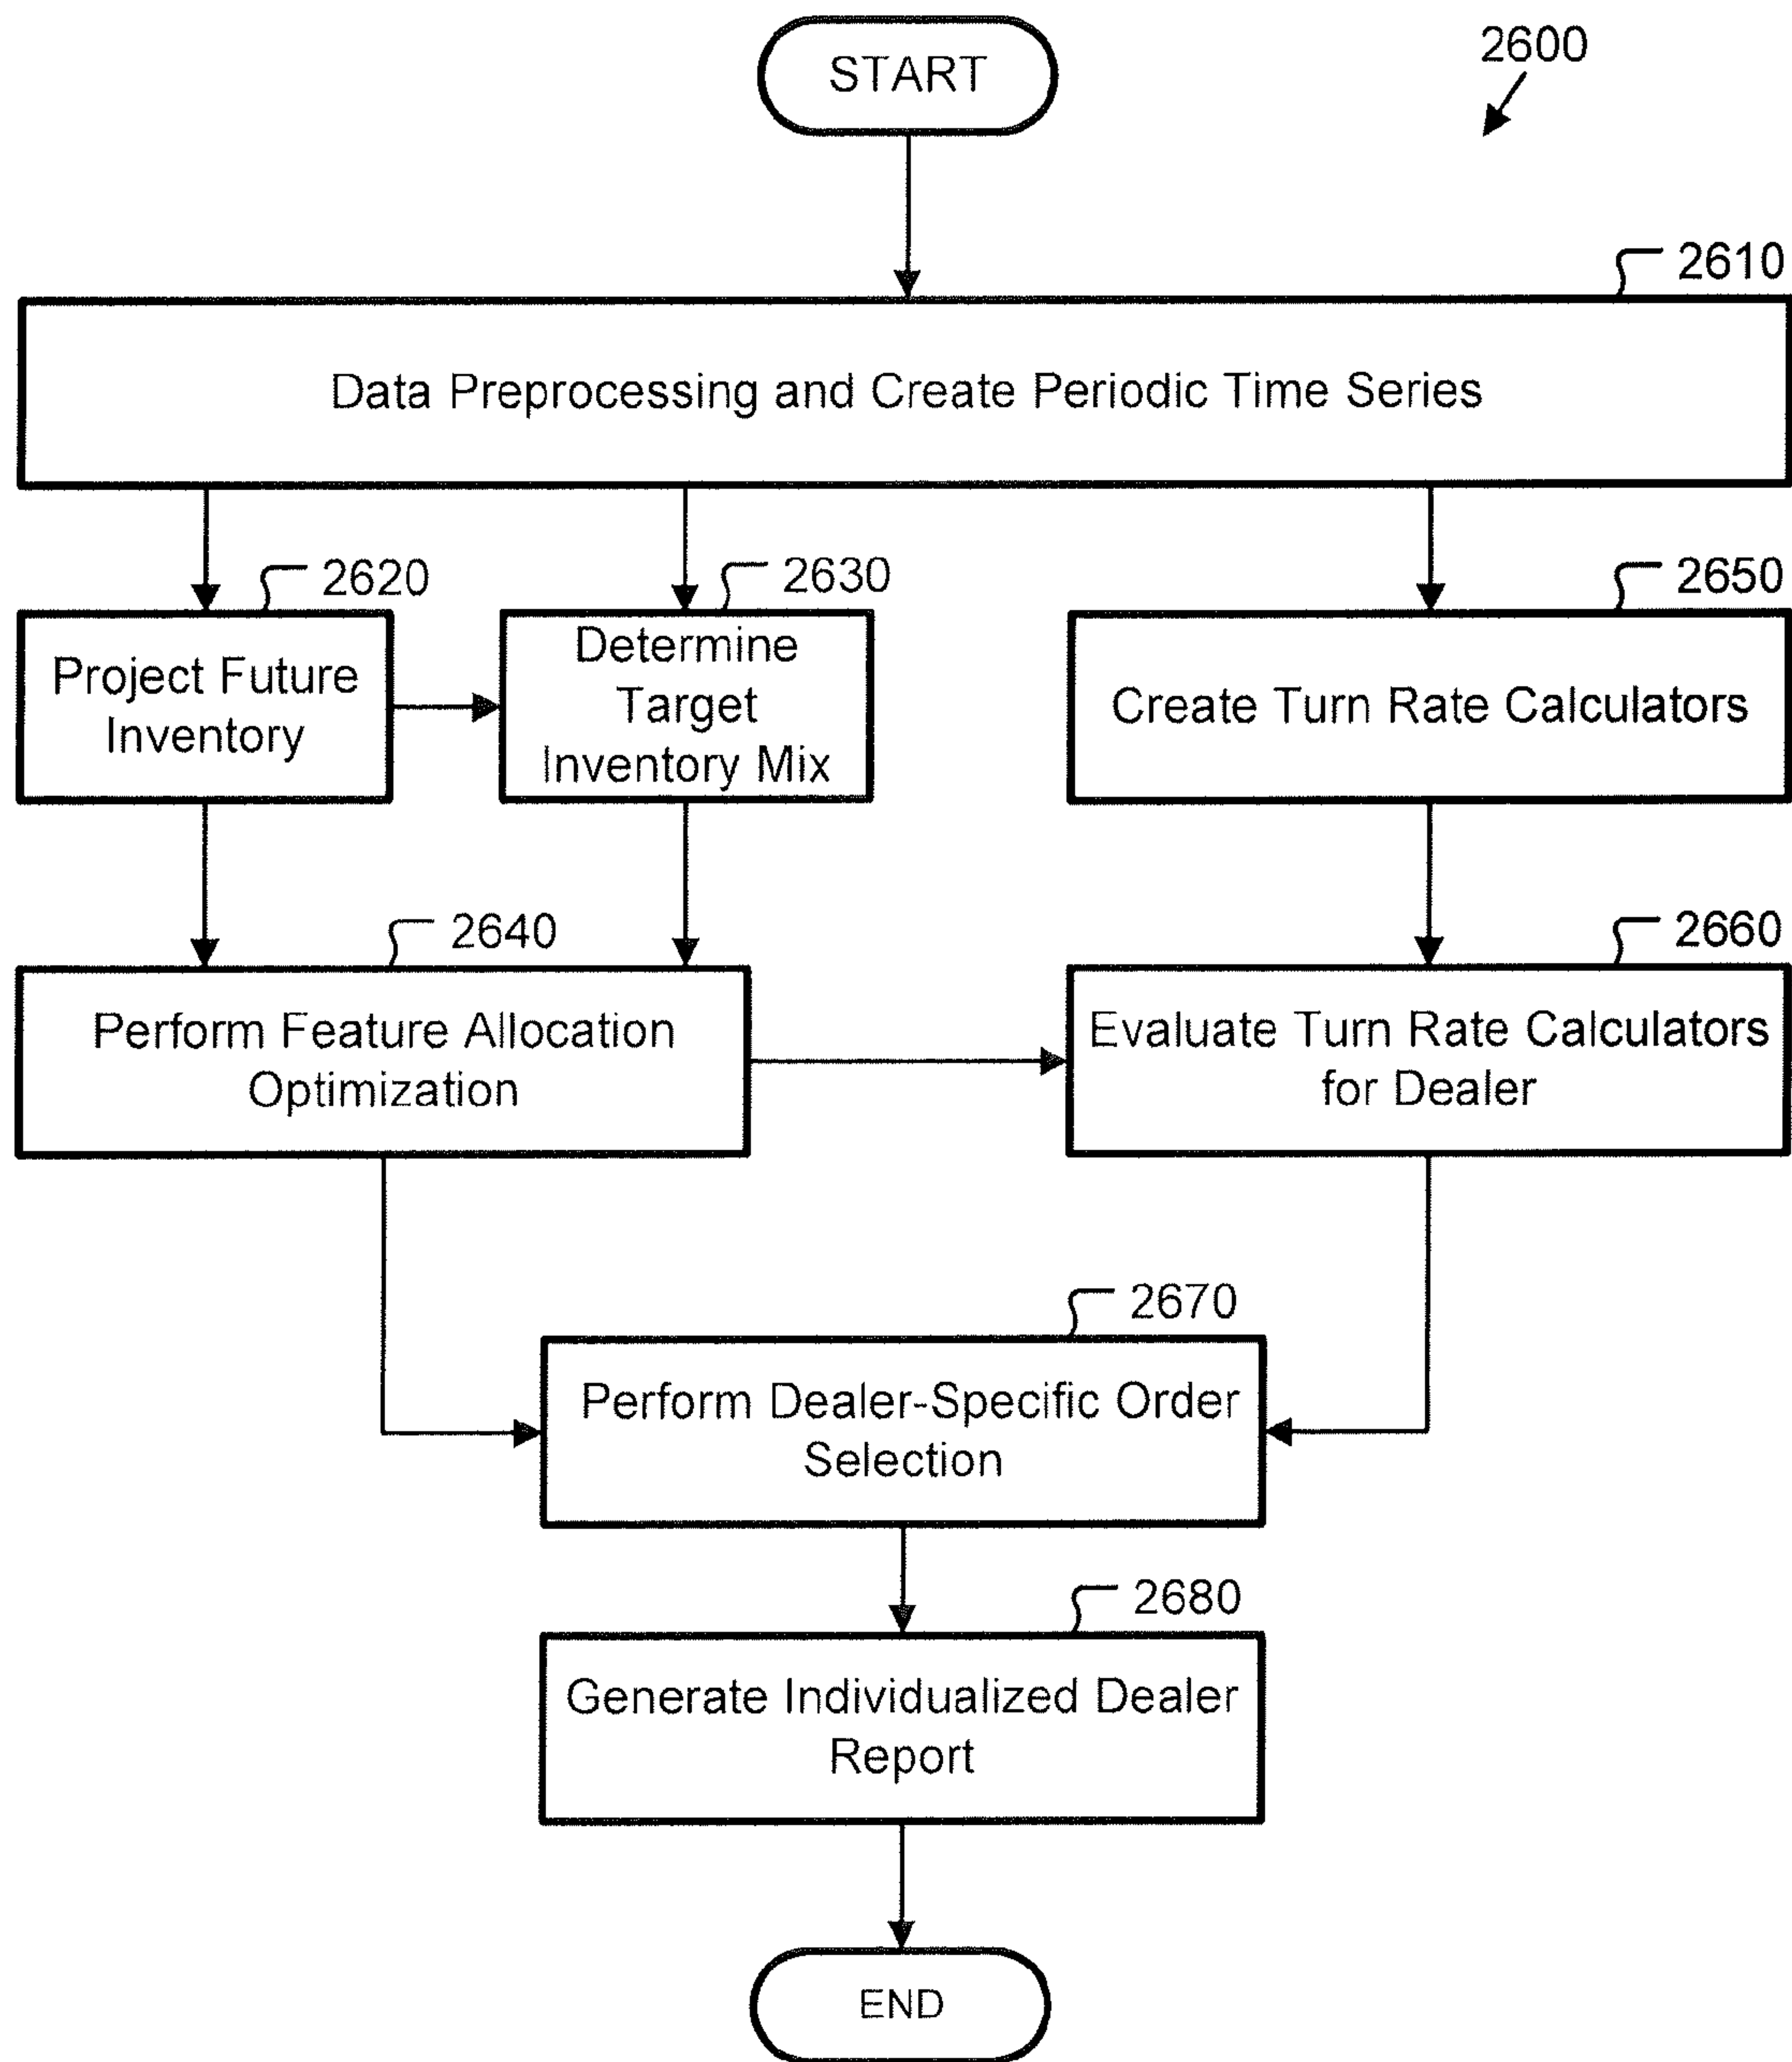 START
2600
2610
Data Preprocessing and Create Periodic Time Series
2620
2630
2650
Project Future
Inventory
Determine
Target
Inventory Mix
Create Turn Rate Calculators
2640
2660
Perform Feature Allocation
Optimization
Evaluate Turn Rate Calculators
for Dealer
2670
Perform Dealer-Specific Order
Selection
2680
Generate Individualized Dealer
Report
END